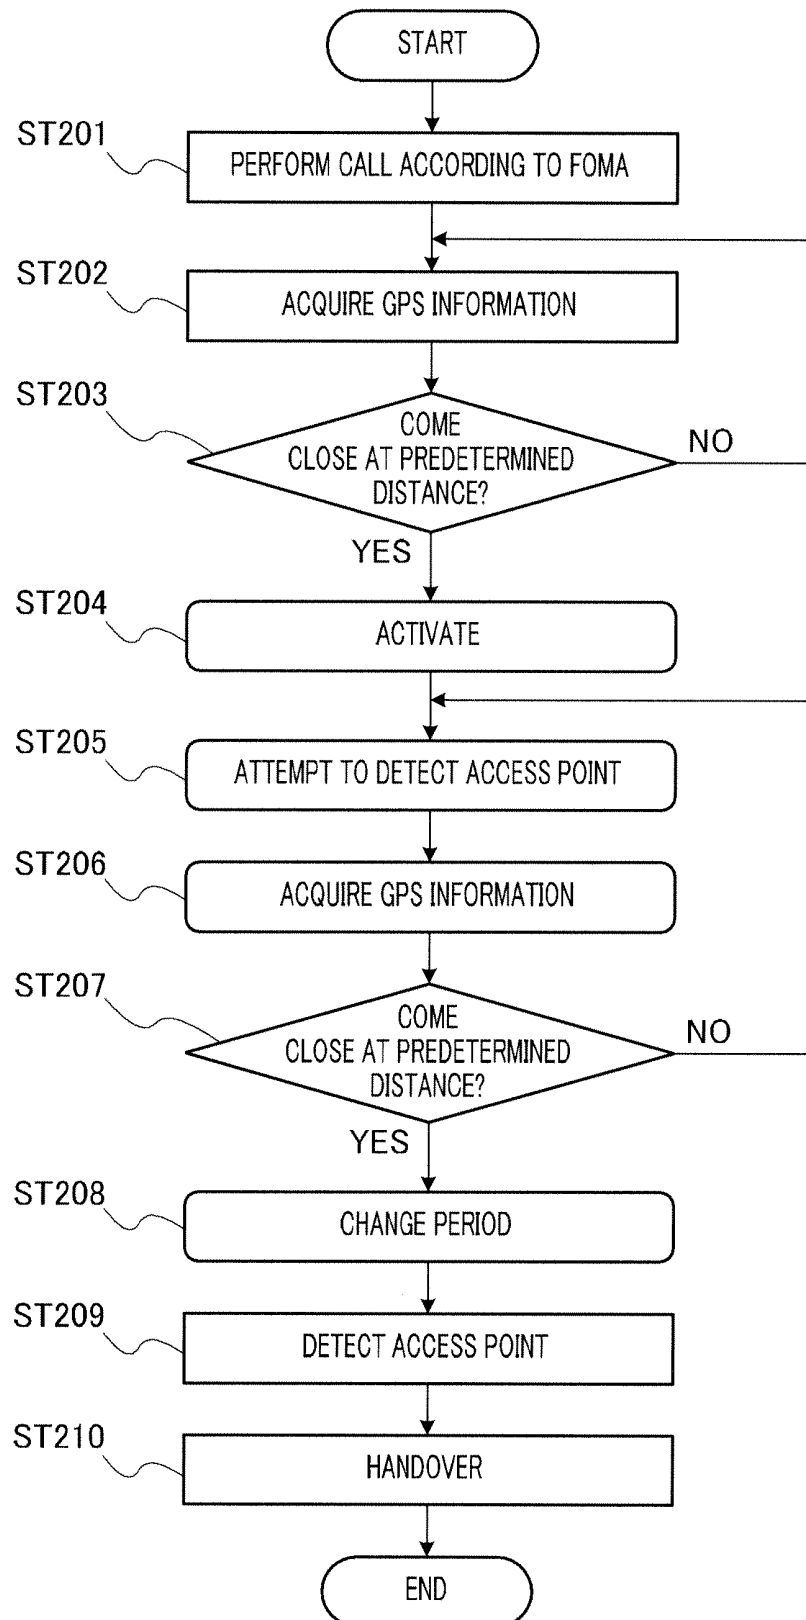 START
ST201
PERFORM CALL ACCORDING TO FOMA
ST202
ACQUIRE GPS INFORMATION
ST203
COME
CLOSE AT PREDETERMINED
DISTANCE?
NO
YES
ST204
ACTIVATE
ST205
ATTEMPT TO DETECT ACCESS POINT
ST206
ACQUIRE GPS INFORMATION
ST207
COME
CLOSE AT PREDETERMINED
DISTANCE?
NO
YES
ST208
CHANGE PERIOD
ST209
DETECT ACCESS POINT
ST210
HANDOVER
END